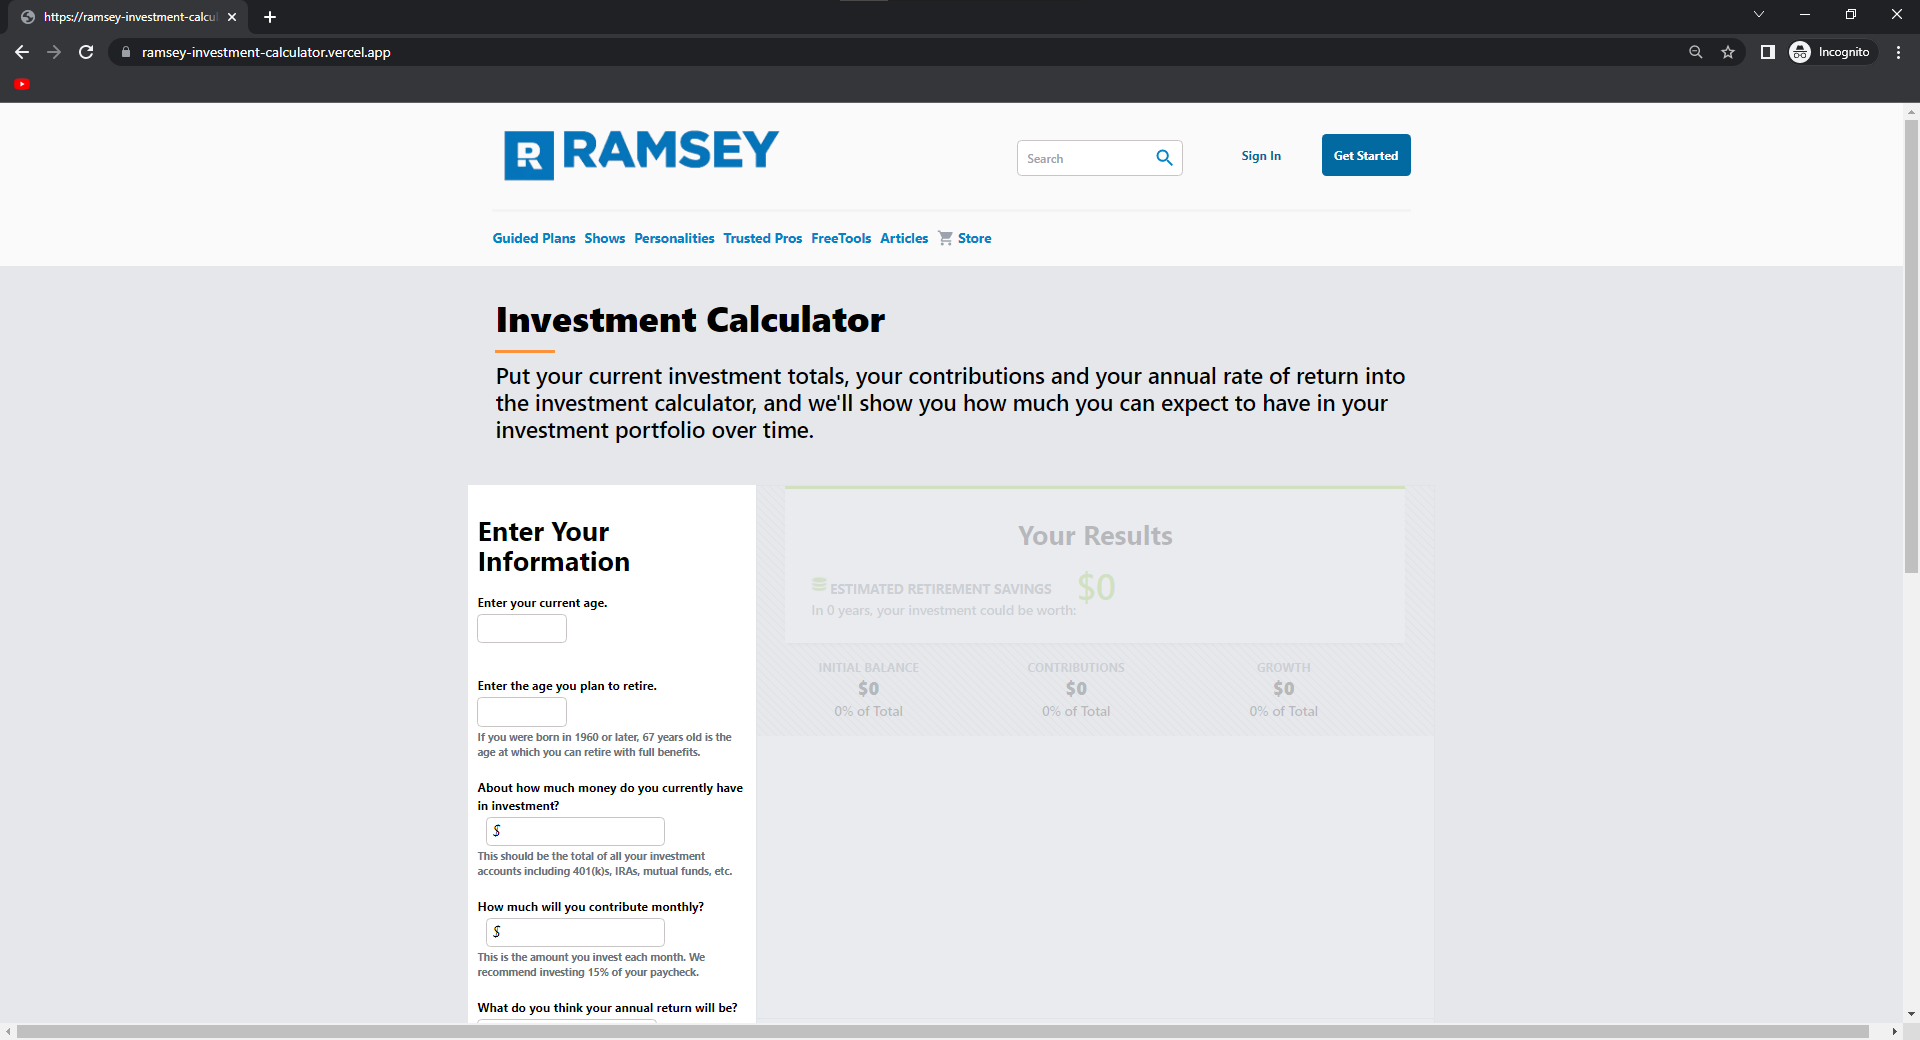 https://ramsey-investment-calcul
ramsey-investment-calculator.vercel.app
Incognito
R RAMSEY
Search
Sign In
Get Started
Guided Plans Shows Personalities Trusted Pros FreeTools Articles Store
Investment Calculator
Put your current investment totals, your contributions and your annual rate of return into
the investment calculator, and we'll show you how much you can expect to have in your
investment portfolio over time.
Enter Your
Information
Enter your current age.
Enter the age you plan to retire.
If you were born in 1960 or later, 67 years old is the
age at which you can retire with full benefits.
About how much money do you currently have
in investment?
$
This should be the total of all your investment
accounts including 401(k)s, IRAs, mutual funds, etc.
How much will you contribute monthly?
$
This is the amount you invest each month. We
recommend investing 15% of your paycheck.
What do you think your annual return will be?
Your Results
ESTIMATED RETIREMENT SAVINGS $0
In 0 years, your investment could be worth:
INITIAL BALANCE CONTRIBUTIONS GROWTH
$0 $0 $0
0% of Total 0% of Total 0% of Total